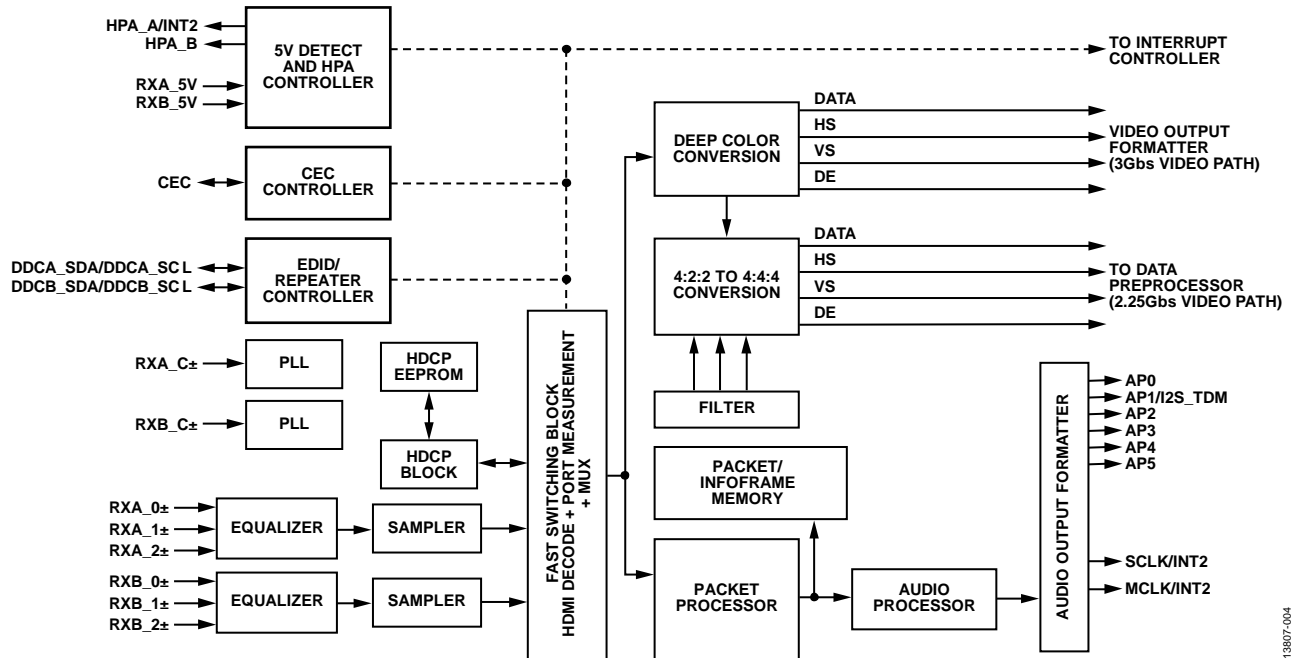 HPA_A/INT2
HPA_B
RXA_5V
RXB_5V
5V DETECT
AND HPA
CONTROLLER
TO INTERRUPT
CONTROLLER
CEC
CEC
CONTROLLER
DEEP COLOR
CONVERSION
DATA
HS
VS
DE
VIDEO OUTPUT
FORMATTER
(3Gbs VIDEO PATH)
DDCA_SDA/DDCA_SCL
DDCB_SDA/DDCB_SCL
EDID/
REPEATER
CONTROLLER
4:2:2 TO 4:4:4
CONVERSION
DATA
HS
VS
DE
TO DATA
PREPROCESSOR
(2.25Gbs VIDEO PATH)
FILTER
RXA_C±
PLL
RXB_C±
PLL
HDCP
EEPROM
HDCP
BLOCK
RXA_0±
RXA_1±
RXA_2±
EQUALIZER
SAMPLER
RXB_0±
RXB_1±
RXB_2±
EQUALIZER
SAMPLER
FAST SWITCHING BLOCK
HDMI DECODE + PORT MEASUREMENT
+ MUX
PACKET/
INFOFRAME
MEMORY
PACKET
PROCESSOR
AUDIO
PROCESSOR
AUDIO OUTPUT FORMATTER
AP0
AP1/I2S_TDM
AP2
AP3
AP4
AP5
SCLK/INT2
MCLK/INT2
13807-004